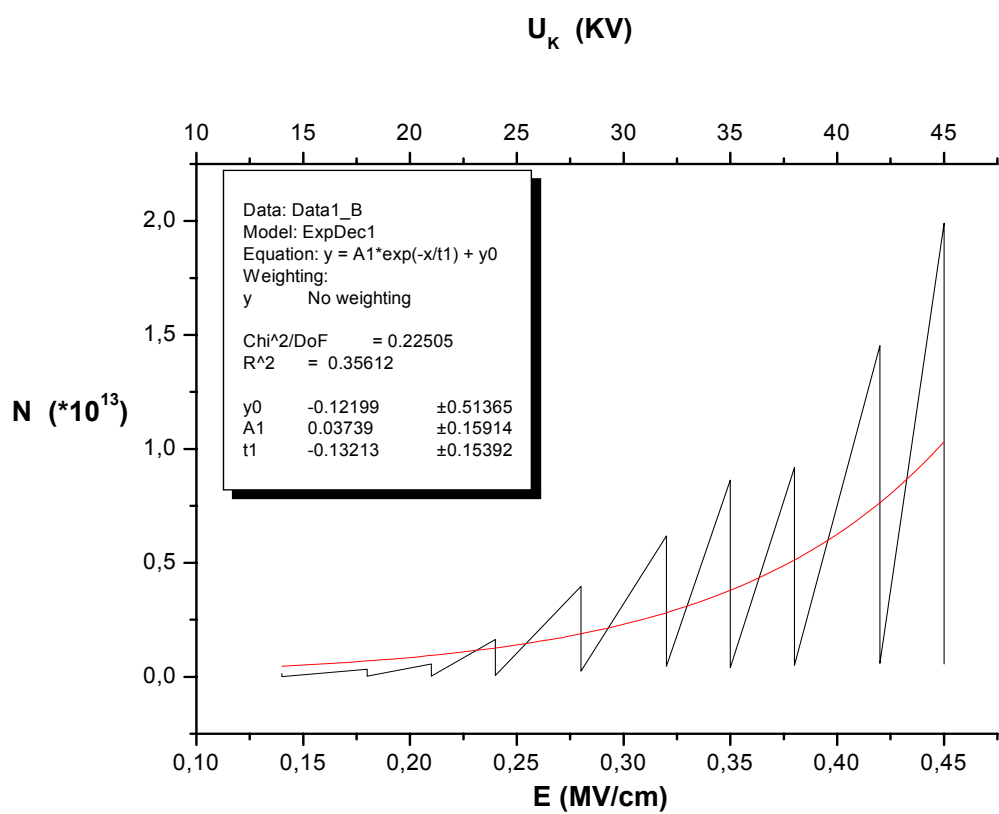 U_K (KV)
10 15 20 25 30 35 40 45
Data: Data1_B
Model: ExpDec1
Equation: y = A1*exp(-x/t1) + y0
Weighting:
y No weighting
Chi^2/DoF = 0.22505
R^2 = 0.35612
y0 -0.12199 ±0.51365
A1 0.03739 ±0.15914
t1 -0.13213 ±0.15392
2,0
1,5
N (*10^13)
1,0
0,5
0,0
0,10 0,15 0,20 0,25 0,30 0,35 0,40 0,45
E (MV/cm)